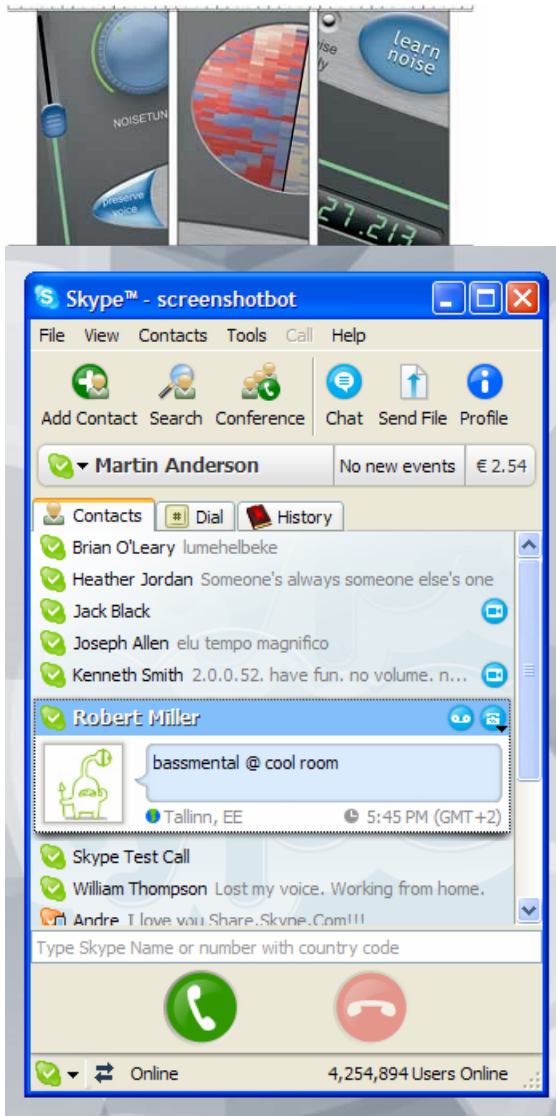 NOISETUN
preserve
voice
ise
ly
learn
noise
27.213
Skype™ - screenshotbot
File View Contacts Tools Call Help
Add Contact Search Conference Chat Send File Profile
Martin Anderson No new events € 2.54
Contacts # Dial History
Brian O'Leary lumehelbeke
Heather Jordan Someone's always someone else's one
Jack Black
Joseph Allen elu tempo magnifico
Kenneth Smith 2.0.0.52. have fun. no volume. n...
Robert Miller
bassmental @ cool room
Tallinn, EE 5:45 PM (GMT+2)
Skype Test Call
William Thompson Lost my voice. Working from home.
Andre I love you.Share.Skype.Com!!!
Type Skype Name or number with country code
Online 4,254,894 Users Online